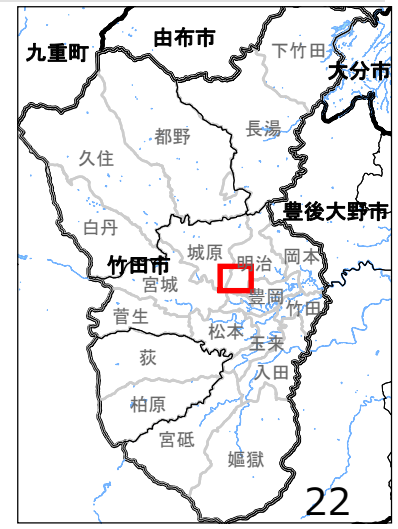 由布市
九重町
下竹田
大分市
長湯
都野
久住
豊後大野市
白丹
城原
岡本
明治
竹田市
宮城
豊岡
竹田
菅生
松本
玉来
荻
入田
柏原
宮砥
嫗獄
22